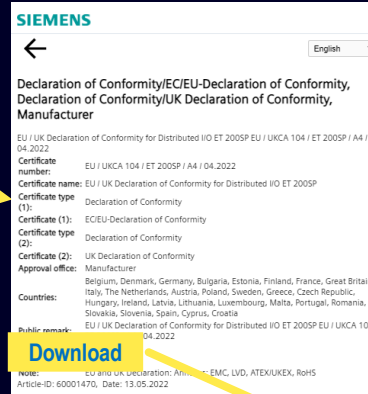 SIEMENS
English
Declaration of Conformity/EC/EU-Declaration of Conformity,
Declaration of Conformity/UK Declaration of Conformity,
Manufacturer
EU / UK Declaration of Conformity for Distributed I/O ET 200SP EU / UKCA 104 / ET 200SP / A4 /
04.2022
Certificate number: EU / UKCA 104 / ET 200SP / A4 / 04.2022
Certificate name: EU / UK Declaration of Conformity for Distributed I/O ET 200SP
Certificate type (1): Declaration of Conformity
Certificate (1): EC/EU-Declaration of Conformity
Certificate type (2): Declaration of Conformity
Certificate (2): UK Declaration of Conformity
Approval office: Manufacturer
Countries: Belgium, Denmark, Germany, Bulgaria, Estonia, Finland, France, Great Britai
Italy, The Netherlands, Austria, Poland, Sweden, Greece, Czech Republic,
Hungary, Ireland, Latvia, Lithuania, Luxembourg, Malta, Portugal, Romania,
Slovakia, Slovenia, Spain, Cyprus, Croatia
Public remark: EU / UK Declaration of Conformity for Distributed I/O ET 200SP EU / UKCA 10
04.2022
Download
Note: EU and UK Declaration: EMC, LVD, ATEX/UKEX, RoHS
Article-ID: 60001470, Date: 13.05.2022